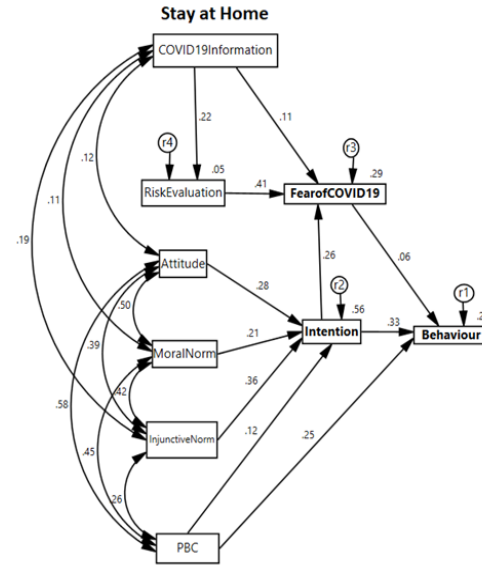 Stay at Home
COVID19Information
.22
.11
r4
r3
.12
.05
.29
RiskEvaluation
.41
FearofCOVID19
.11
.19
.26
.06
Attitude
.28
r2
r1
.50
.56
Intention
.33
Behaviour
.39
MoralNorm
.21
.42
.36
.58
InjunctiveNorm
.25
.12
.45
.26
PBC